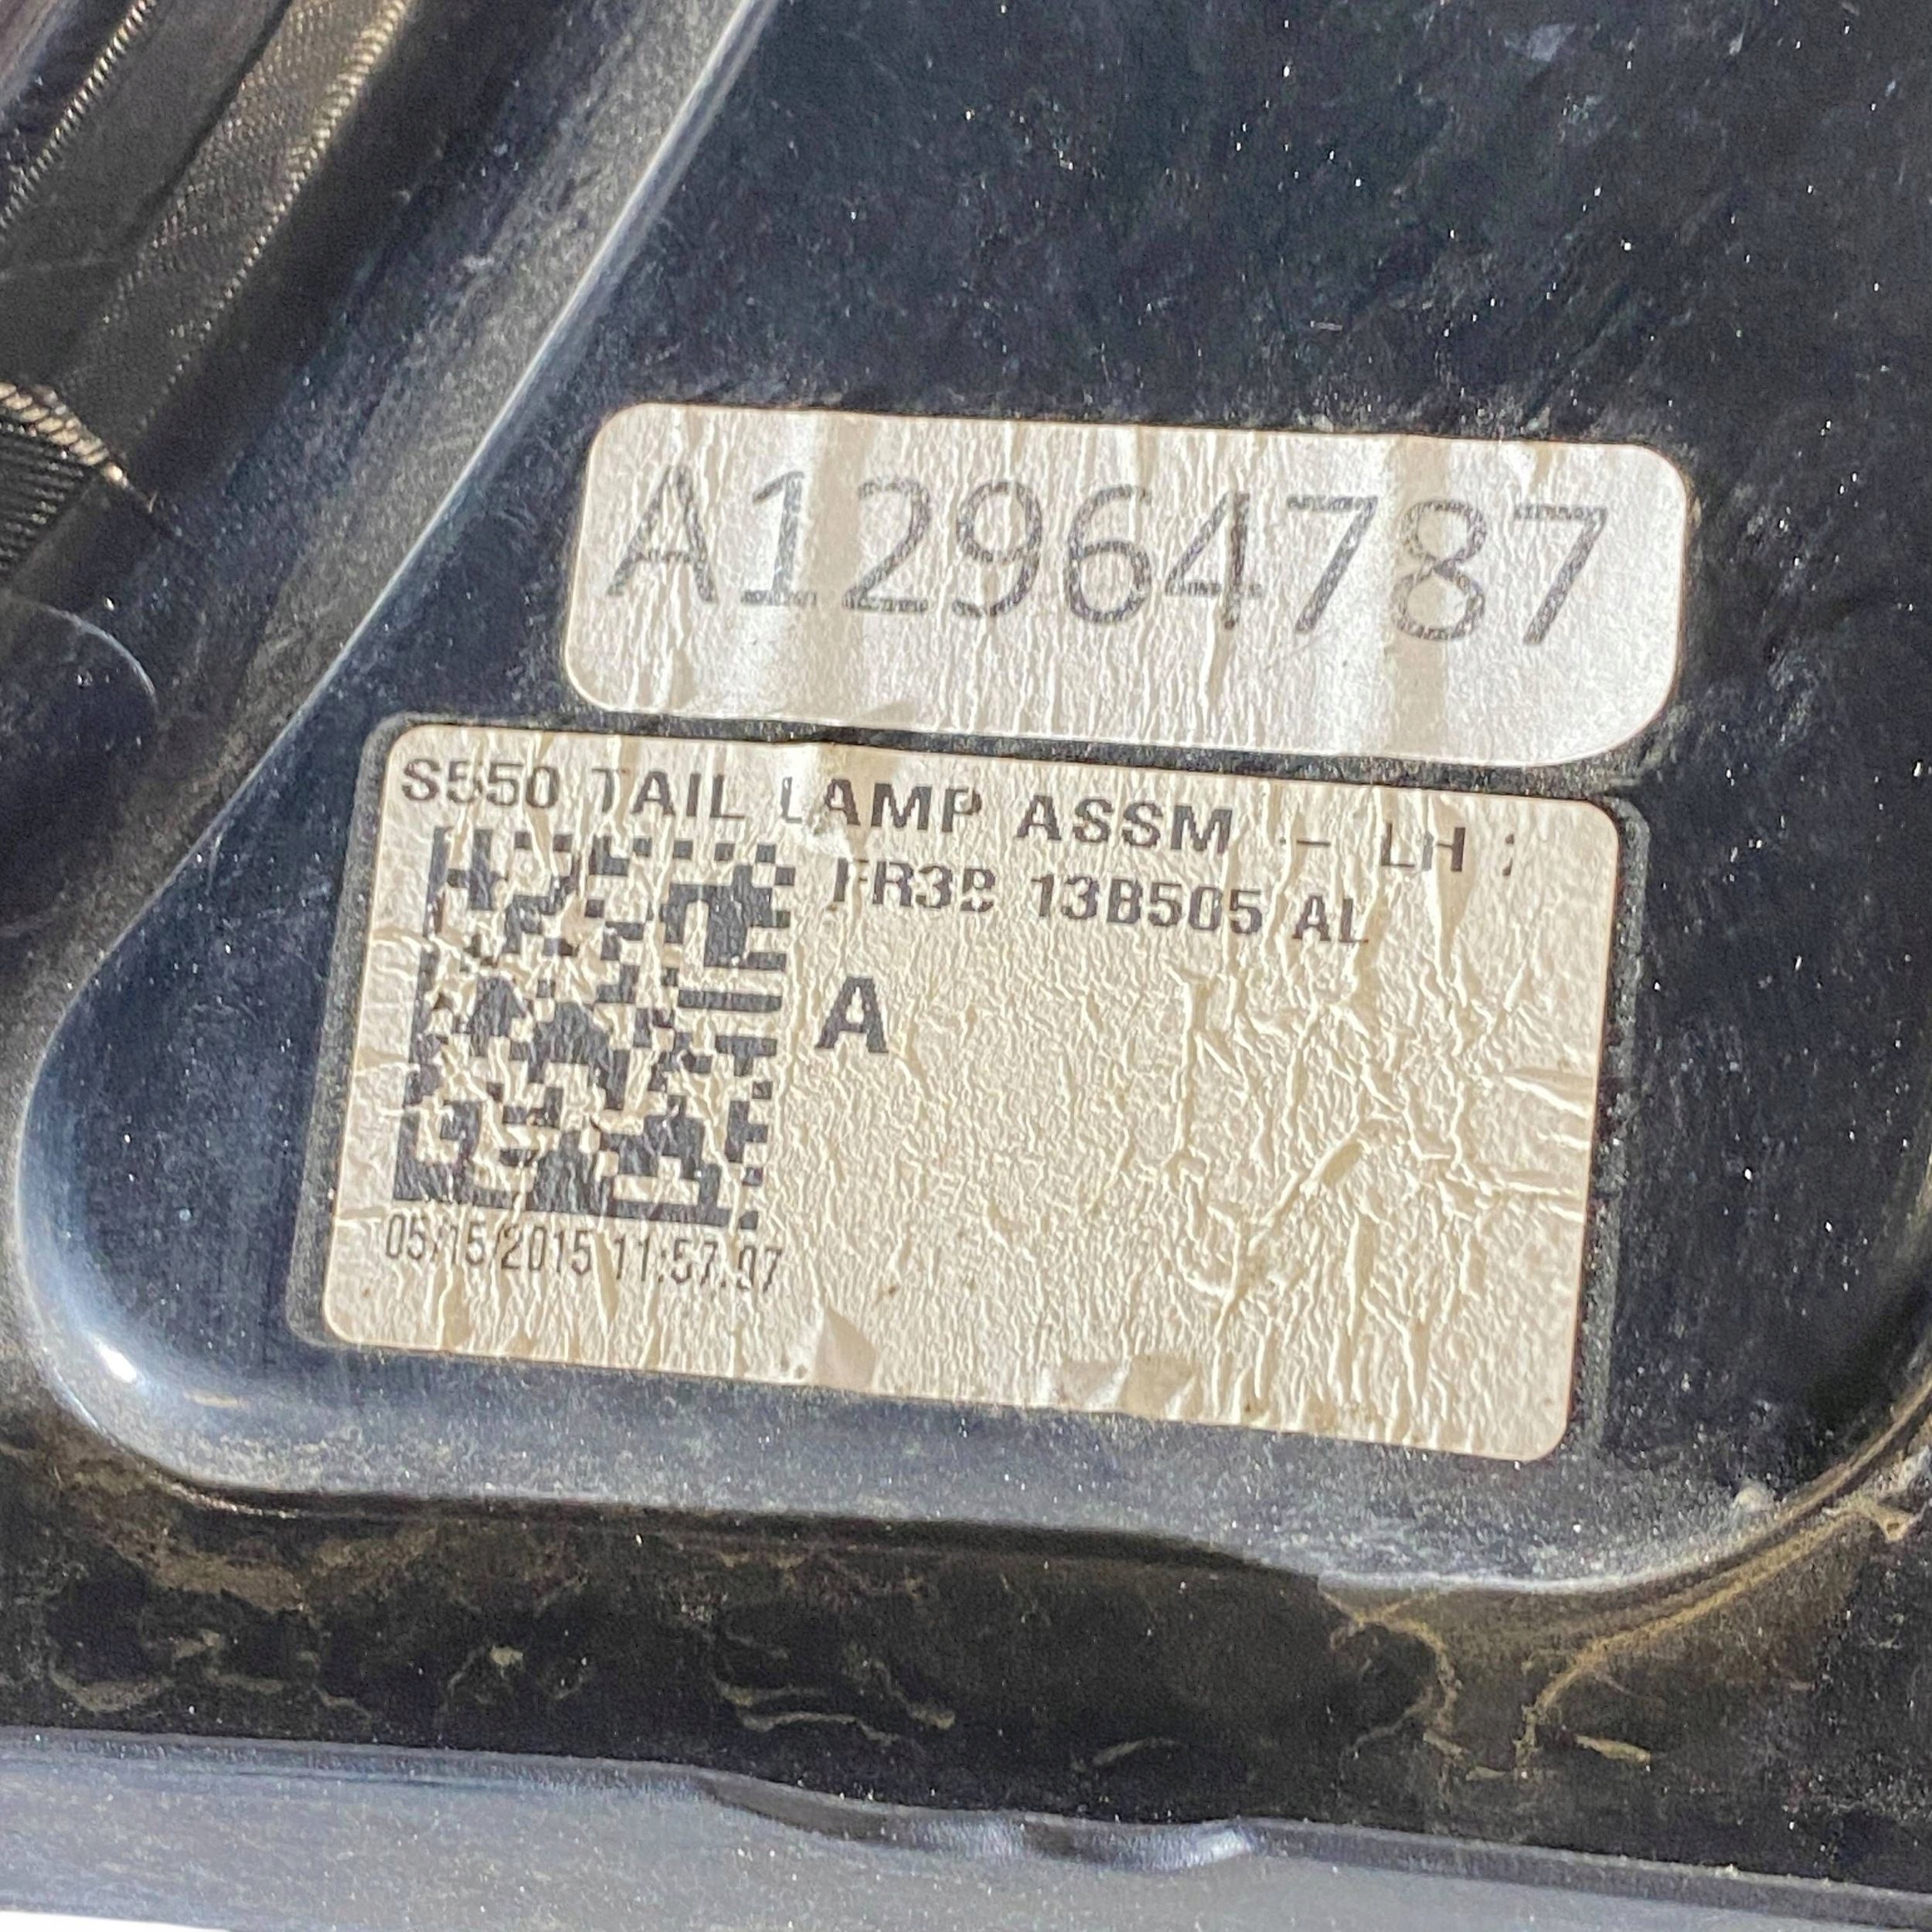 A12964787
S550 TAIL LAMP ASSM - LH
FR3B 13B505 AL
A
05/15/2015 11:57:07